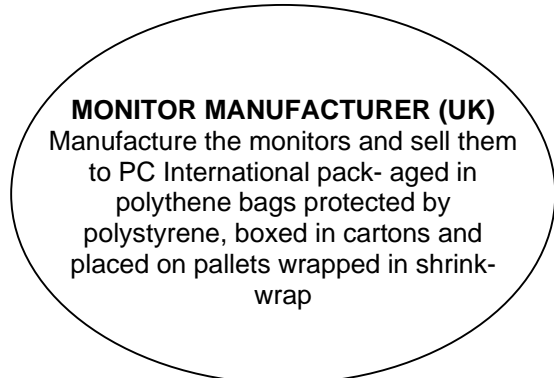 MONITOR MANUFACTURER (UK)
Manufacture the monitors and sell them
to PC International pack- aged in
polythene bags protected by
polystyrene, boxed in cartons and
placed on pallets wrapped in shrink-
wrap